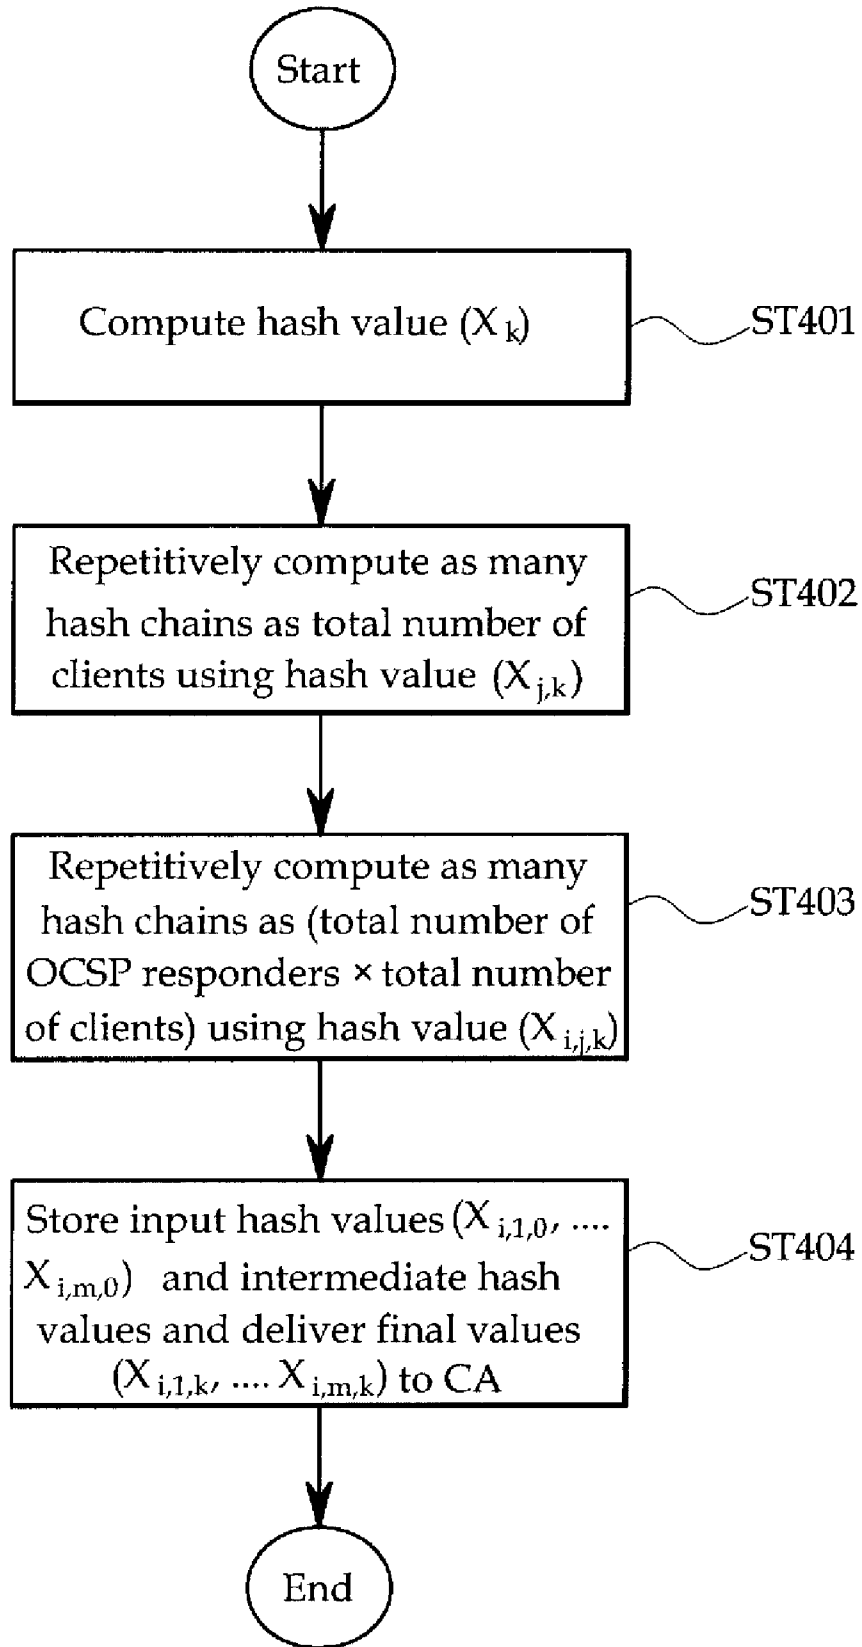 Start
Compute hash value (X k)
ST401
Repetitively compute as many
hash chains as total number of
clients using hash value (X j,k)
ST402
Repetitively compute as many
hash chains as (total number of
OCSP responders × total number
of clients) using hash value (X i,j,k)
ST403
Store input hash values (X i,1,0, ....
X i,m,0) and intermediate hash
values and deliver final values
(X i,1,k, .... X i,m,k) to CA
ST404
End